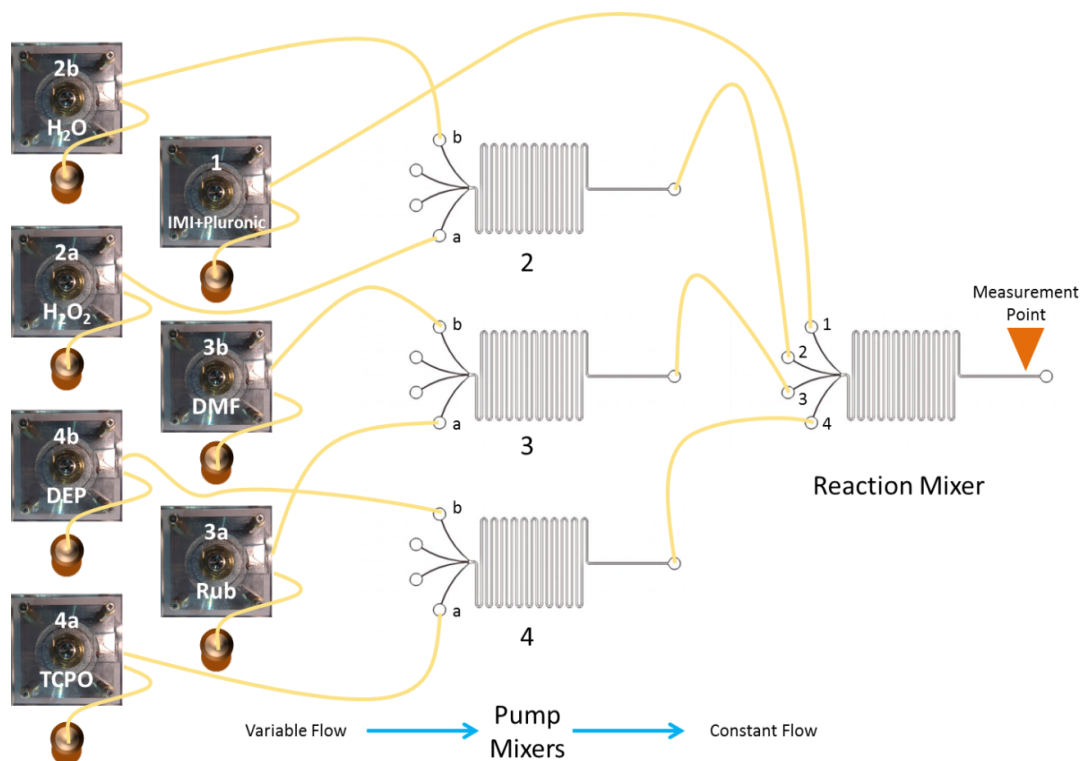 2b
H₂O
1
IMI+Pluronic
2a
H₂O₂
3b
DMF
4b
DEP
3a
Rub
4a
TCPO
b
a
2
b
a
3
b
a
4
1
2
3
4
Measurement
Point
Reaction Mixer
Variable Flow
Pump
Mixers
Constant Flow